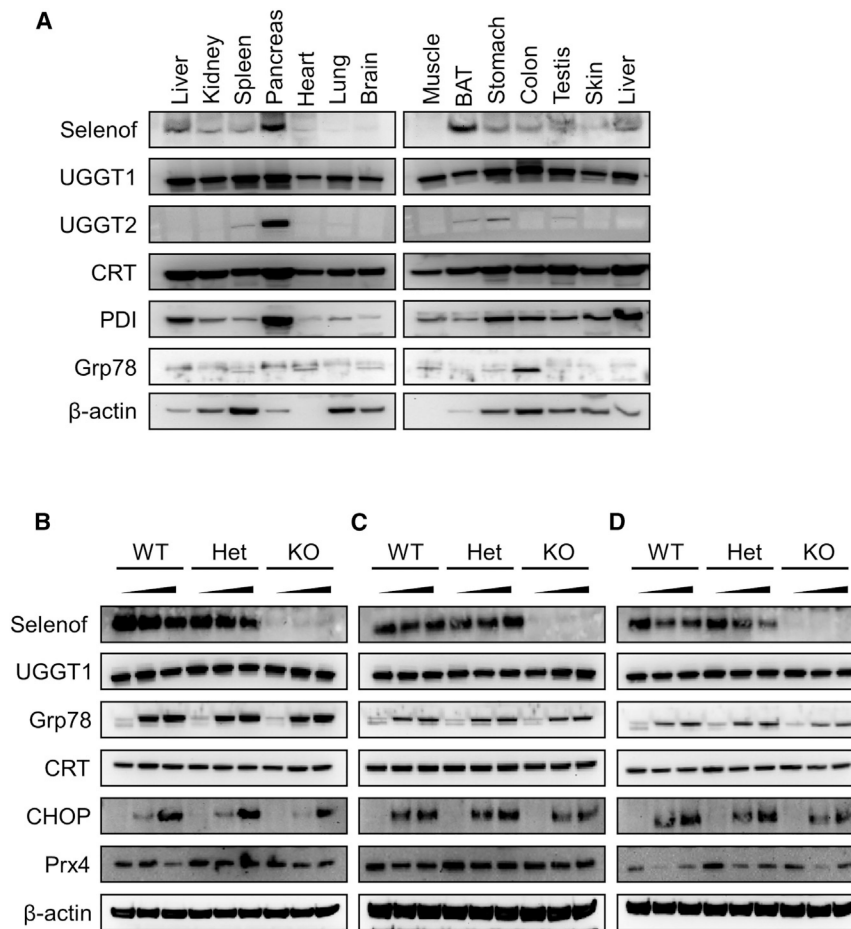 A
Liver Kidney Spleen Pancreas Heart Lung Brain Muscle BAT Stomach Colon Testis Skin Liver
Selenof
UGGT1
UGGT2
CRT
PDI
Grp78
β-actin
B C D
WT Het KO WT Het KO WT Het KO
Selenof
UGGT1
Grp78
CRT
CHOP
Prx4
β-actin